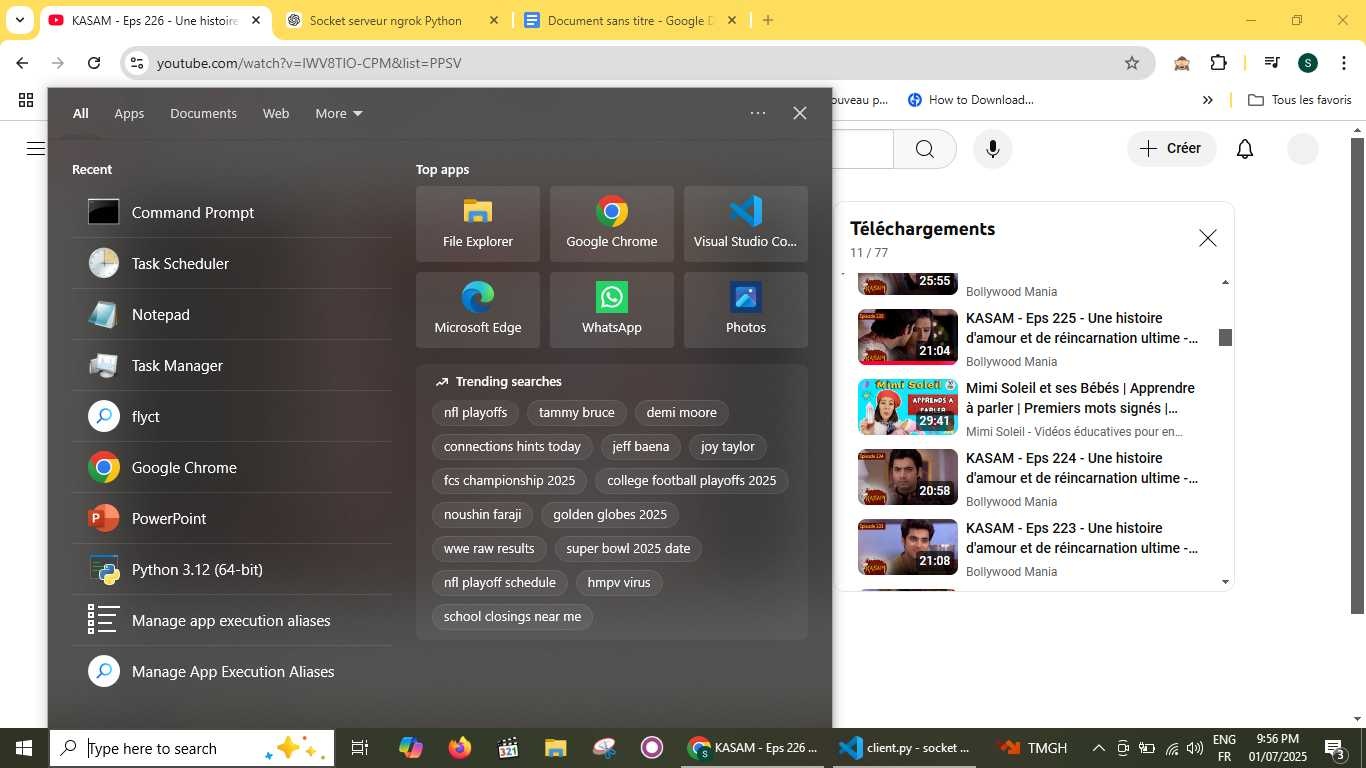 KASAM - Eps 226 - Une histoire
Socket serveur ngrok Python
Document sans titre - Google D
youtube.com/watch?v=IWV8TIO-CPM&list=PPSV
S
ouveau p...
How to Download...
Tous les favoris
Créer
All
Apps
Documents
Web
More
Recent
Command Prompt
Task Scheduler
Notepad
Task Manager
flyct
Google Chrome
PowerPoint
Python 3.12 (64-bit)
Manage app execution aliases
Manage App Execution Aliases
Top apps
File Explorer
Google Chrome
Visual Studio Co...
Microsoft Edge
WhatsApp
Photos
Trending searches
nfl playoffs
tammy bruce
demi moore
connections hints today
jeff baena
joy taylor
fcs championship 2025
college football playoffs 2025
noushin faraji
golden globes 2025
wwe raw results
super bowl 2025 date
nfl playoff schedule
hmpv virus
school closings near me
Téléchargements
11 / 77
25:55
Bollywood Mania
21:04
KASAM - Eps 225 - Une histoire
d'amour et de réincarnation ultime -...
Bollywood Mania
Mimi Soleil
APPRENDS A
PARLER
29:41
Mimi Soleil et ses Bébés | Apprendre
à parler | Premiers mots signés |...
Mimi Soleil - Vidéos éducatives pour en...
20:58
KASAM - Eps 224 - Une histoire
d'amour et de réincarnation ultime -...
Bollywood Mania
21:08
KASAM - Eps 223 - Une histoire
d'amour et de réincarnation ultime -...
Bollywood Mania
Type here to search
321
KASAM - Eps 226 ...
client.py - socket ...
TMGH
ENG
FR
9:56 PM
01/07/2025
3